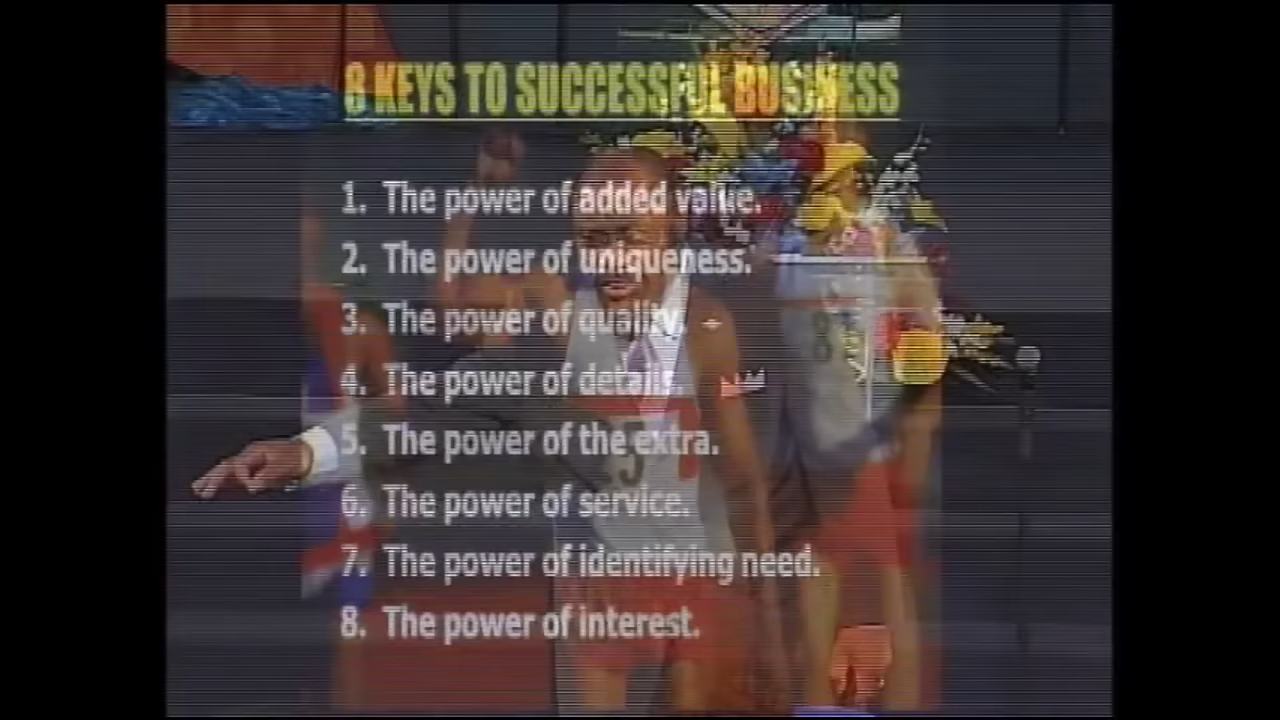 8 KEYS TO SUCCESSFUL BUSINESS
1. The power of added value.
2. The power of uniqueness.
3. The power of quality.
4. The power of details.
5. The power of the extra.
6. The power of service.
7. The power of identifying need.
8. The power of interest.